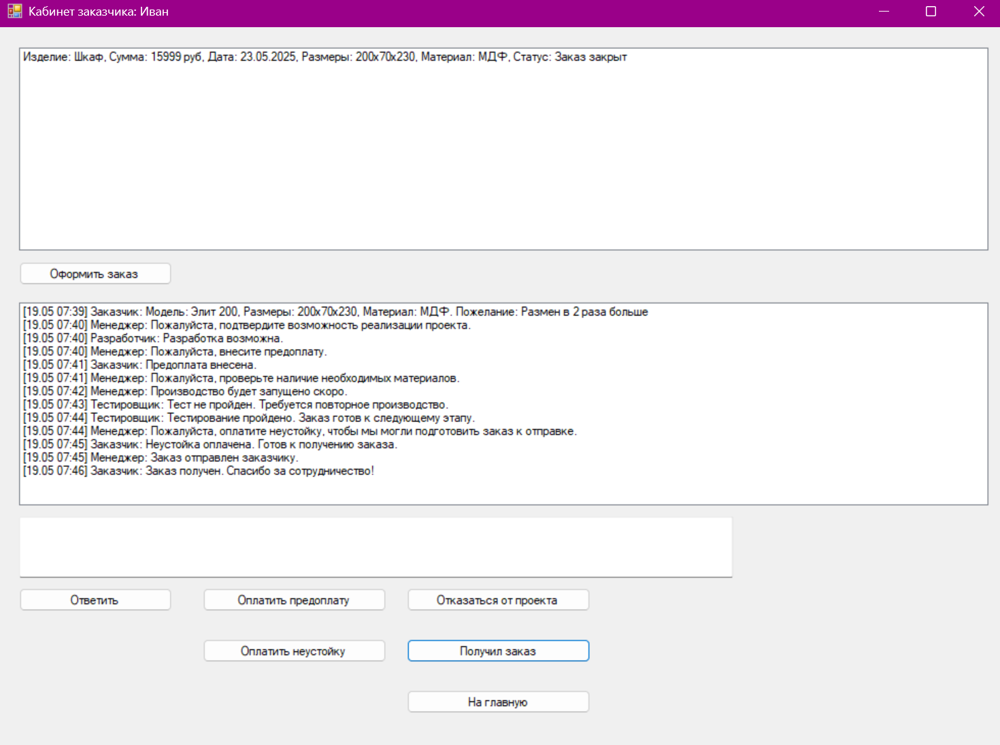 Кабинет заказчика: Иван
Изделие: Шкаф, Сумма: 15999 руб, Дата: 23.05.2025, Размеры: 200x70x230, Материал: МДФ, Статус: Заказ закрыт
Оформить заказ
[19.05 07:39] Заказчик: Модель: Элит 200, Размеры: 200x70x230, Материал: МДФ. Пожелание: Размен в 2 раза больше
[19.05 07:40] Менеджер: Пожалуйста, подтвердите возможность реализации проекта.
[19.05 07:40] Разработчик: Разработка возможна.
[19.05 07:40] Менеджер: Пожалуйста, внесите предоплату.
[19.05 07:41] Заказчик: Предоплата внесена.
[19.05 07:41] Менеджер: Пожалуйста, проверьте наличие необходимых материалов.
[19.05 07:42] Менеджер: Производство будет запущено скоро.
[19.05 07:43] Тестировщик: Тест не пройден. Требуется повторное производство.
[19.05 07:44] Тестировщик: Тестирование пройдено. Заказ готов к следующему этапу.
[19.05 07:44] Менеджер: Пожалуйста, оплатите неустойку, чтобы мы могли подготовить заказ к отправке.
[19.05 07:45] Заказчик: Неустойка оплачена. Готов к получению заказа.
[19.05 07:45] Менеджер: Заказ отправлен заказчику.
[19.05 07:46] Заказчик: Заказ получен. Спасибо за сотрудничество!
Ответить
Оплатить предоплату
Отказаться от проекта
Оплатить неустойку
Получил заказ
На главную